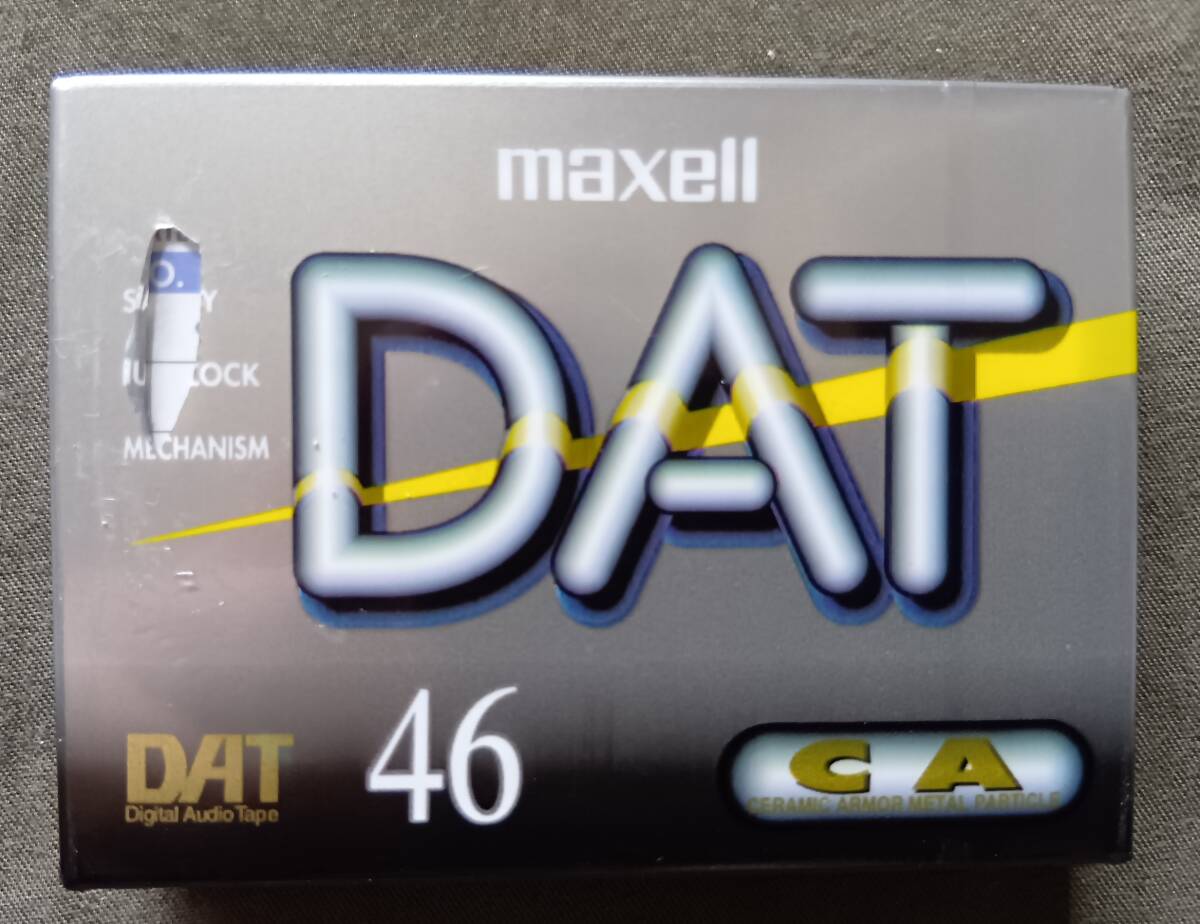 maxell
O.
MECHANISM
DAT
DAT
Digital Audio Tape
46
CA
CERAMIC ARMOR METAL PARTICLE